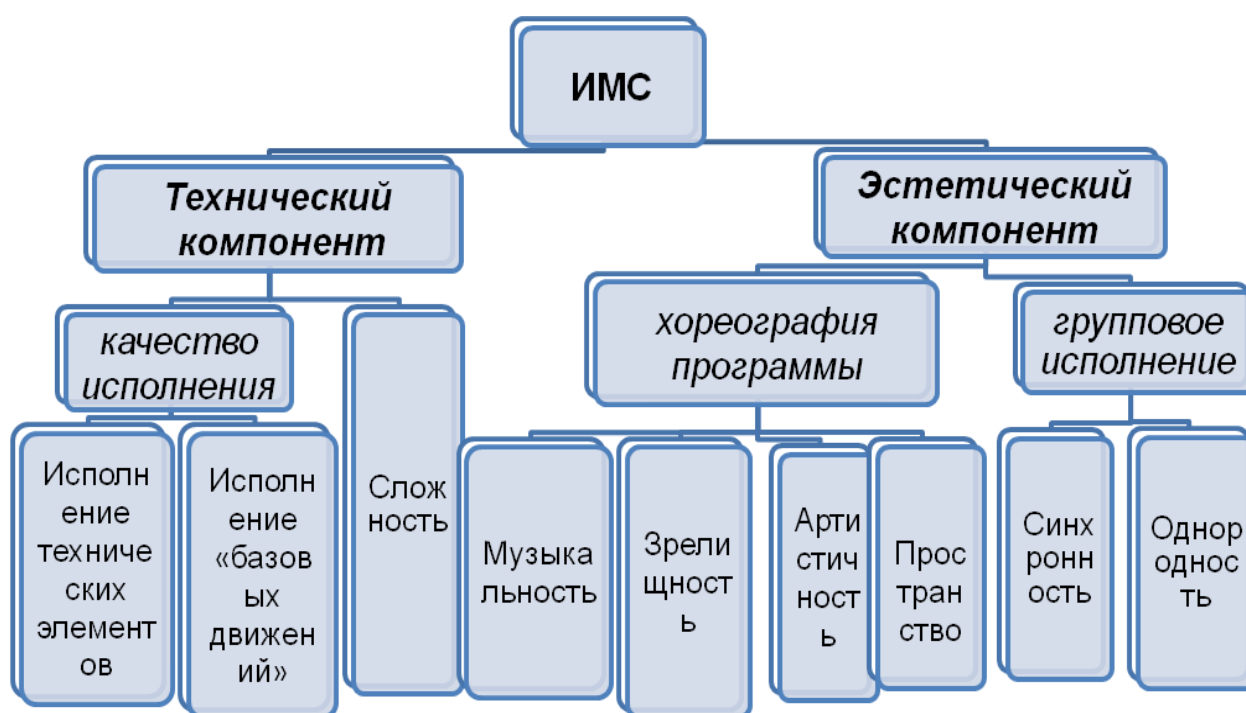 ИМС
Технический
компонент
Эстетический
компонент
качество
исполнения
хореография
программы
групповое
исполнение
Исполн
ение
техниче
ских
элемент
ов
Исполн
ение
«базов
ых
движен
ий»
Слож
ность
Музыка
льность
Зрели
щност
ь
Арти
стич
ност
ь
Прос
тран
ство
Синх
ронн
ость
Однор
однос
ть